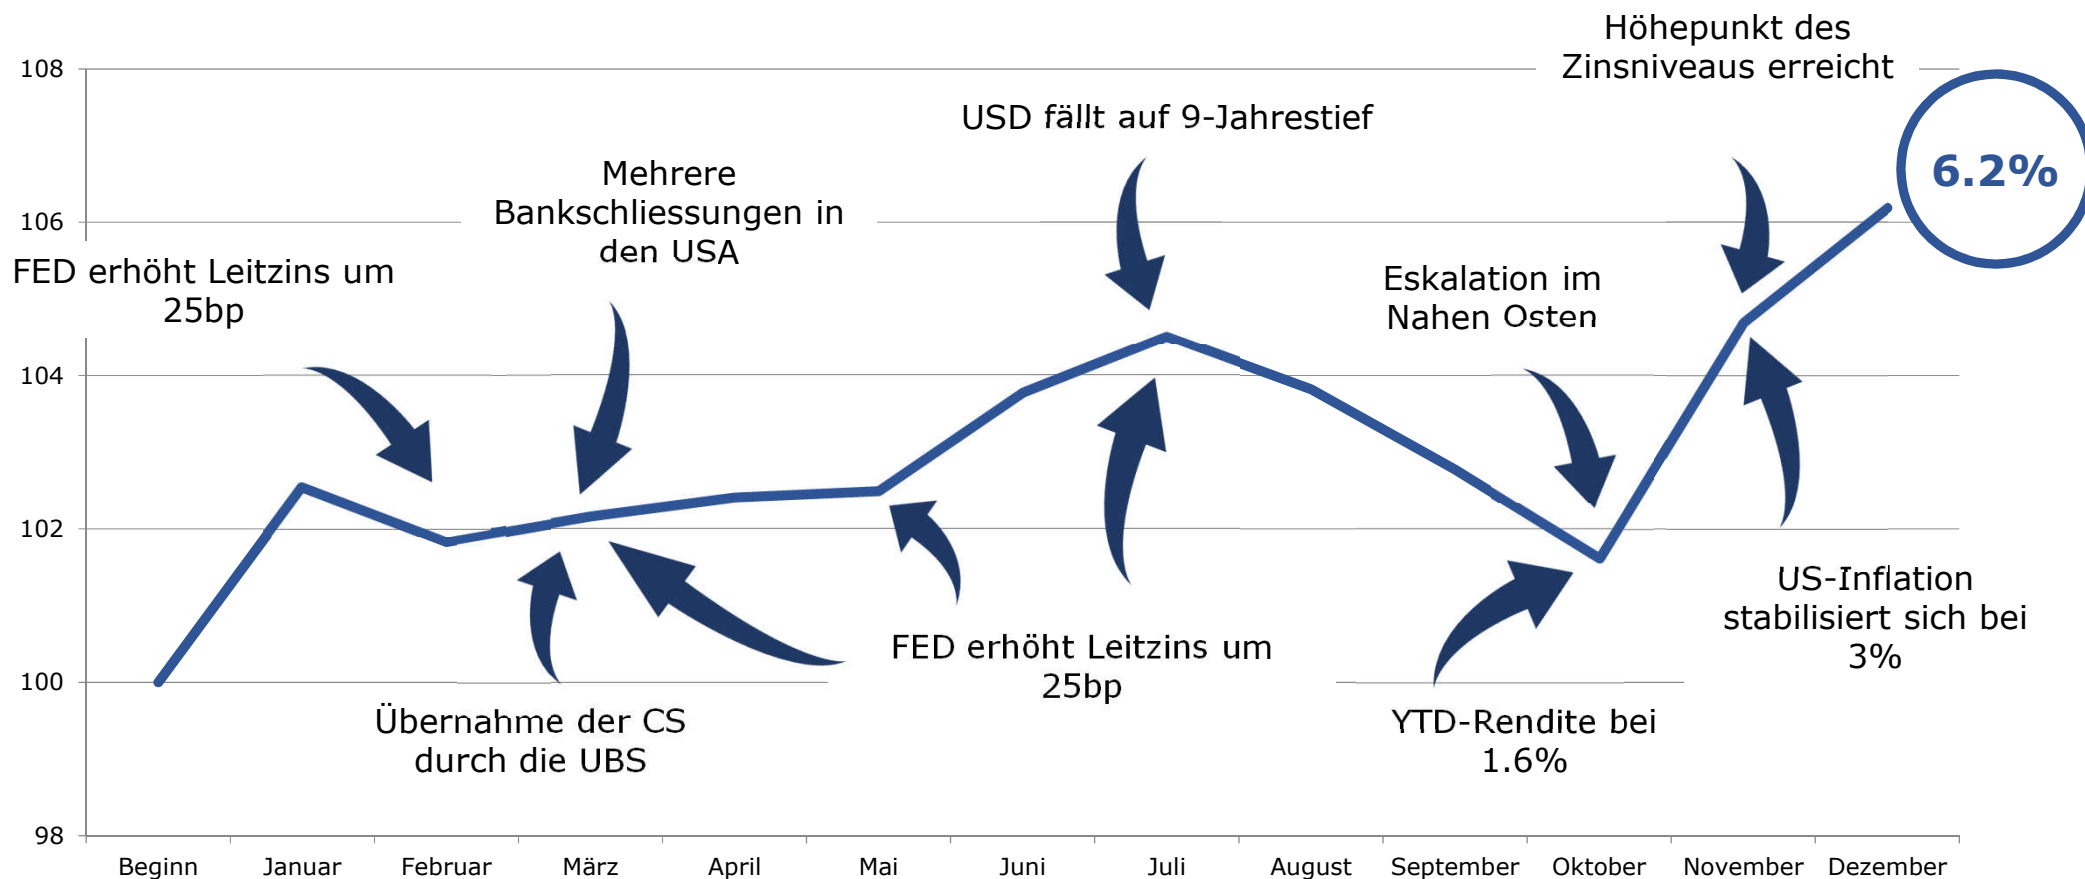 Höhepunkt des
Zinsniveaus erreicht
108
6.2%
USD fällt auf 9-Jahrestief
Mehrere
Bankschliessungen in
den USA
106
FED erhöht Leitzins um
25bp
Eskalation im
Nahen Osten
104
102
US-Inflation
stabilisiert sich bei
3%
FED erhöht Leitzins um
25bp
100
Übernahme der CS
durch die UBS
YTD-Rendite bei
1.6%
98
Beginn Januar Februar März April Mai Juni Juli August September Oktober November Dezember